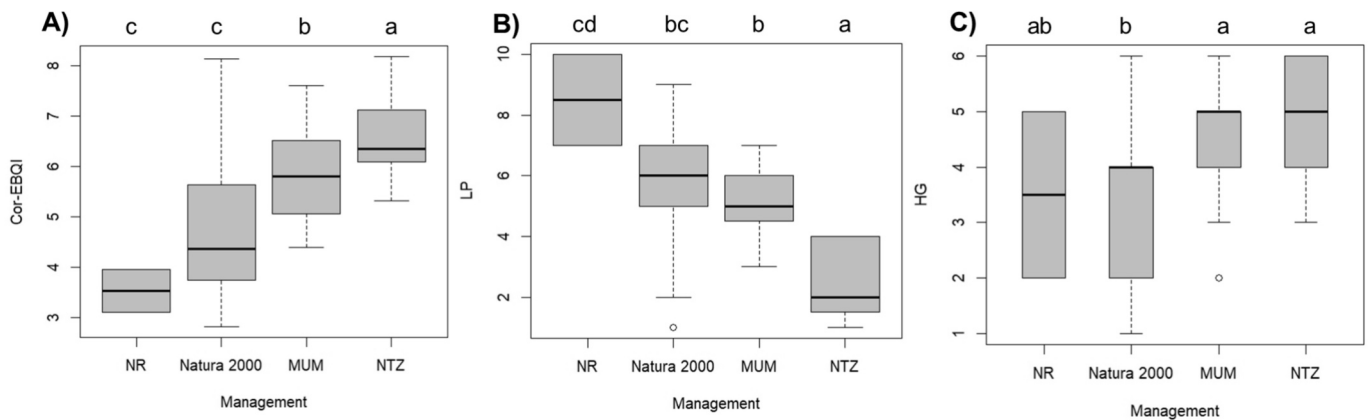 A) c c b a
8
7
6
5
4
3
Cor-EBQI
NR Natura 2000 MUM NTZ
Management
B) cd bc b a
10
8
6
4
2
LP
NR Natura 2000 MUM NTZ
Management
C) ab b a a
6
5
4
3
2
1
HG
NR Natura 2000 MUM NTZ
Management